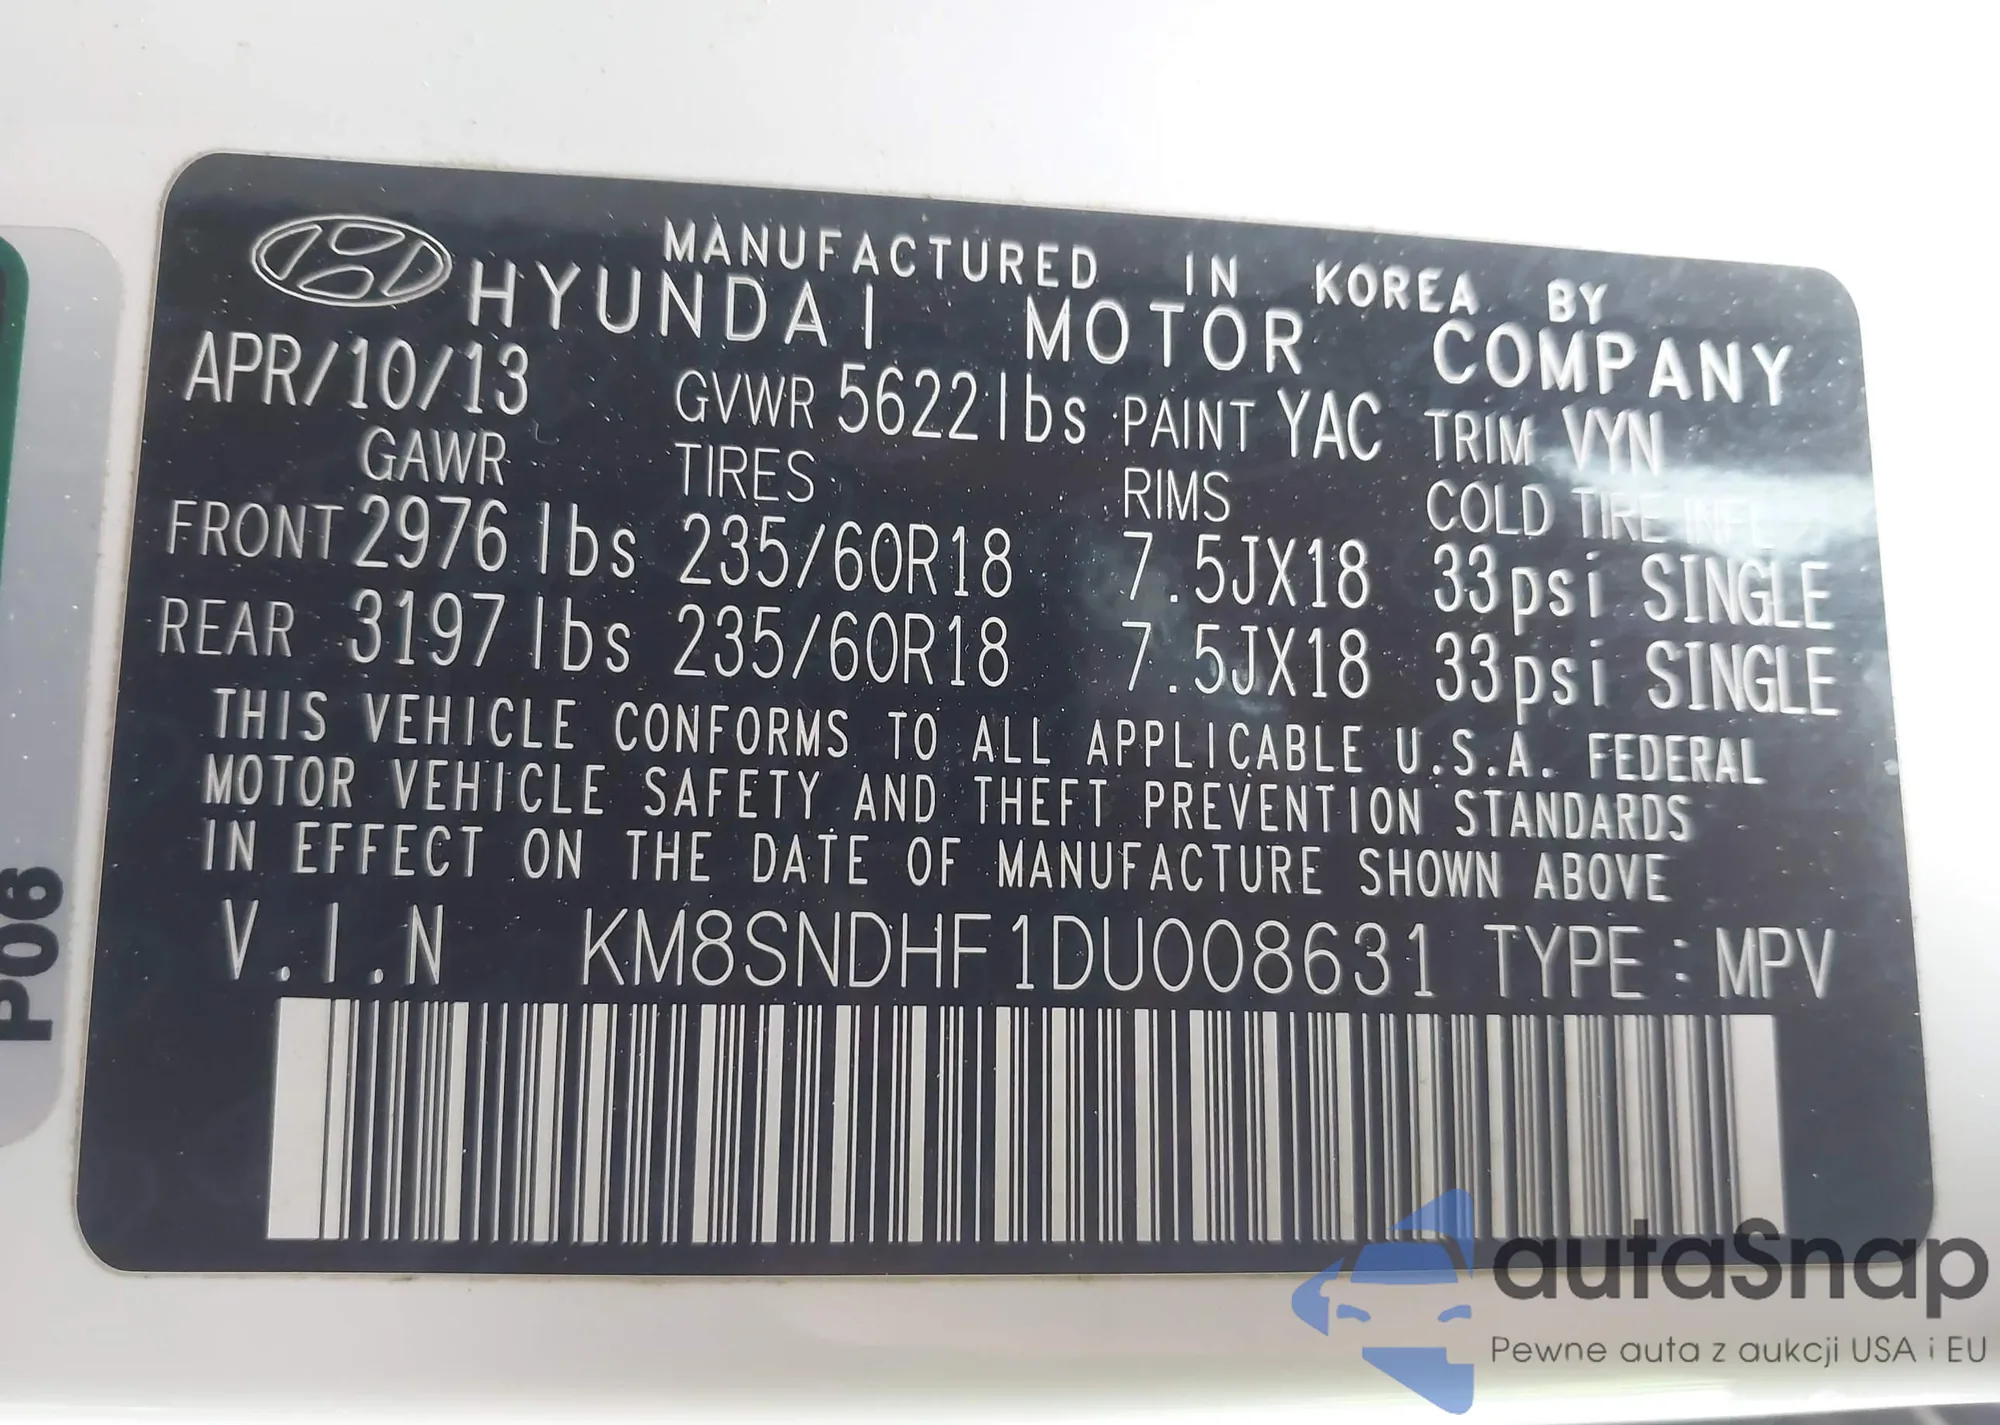 MANUFACTURED IN KOREA BY
HYUNDAI MOTOR COMPANY
APR/10/13 GVWR 5622lbs PAINT YAC TRIM VYN
GAWR TIRES RIMS COLD TIRE INFL
FRONT 2976 lbs 235/60R18 7.5JX18 33psi SINGLE
REAR 3197 lbs 235/60R18 7.5JX18 33psi SINGLE
THIS VEHICLE CONFORMS TO ALL APPLICABLE U.S.A. FEDERAL
MOTOR VEHICLE SAFETY AND THEFT PREVENTION STANDARDS
IN EFFECT ON THE DATE OF MANUFACTURE SHOWN ABOVE
V.I.N KM8SNDHF1DU008631 TYPE : MPV
P06
autaSnap
Pewne auta z aukcji USA i EU